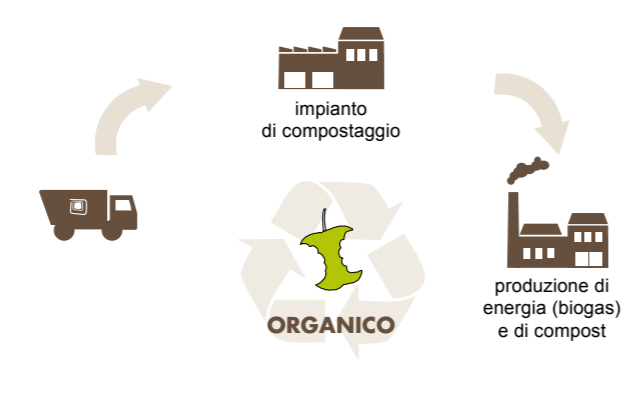 impianto
di compostaggio
ORGANICO
produzione di
energia (biogas)
e di compost